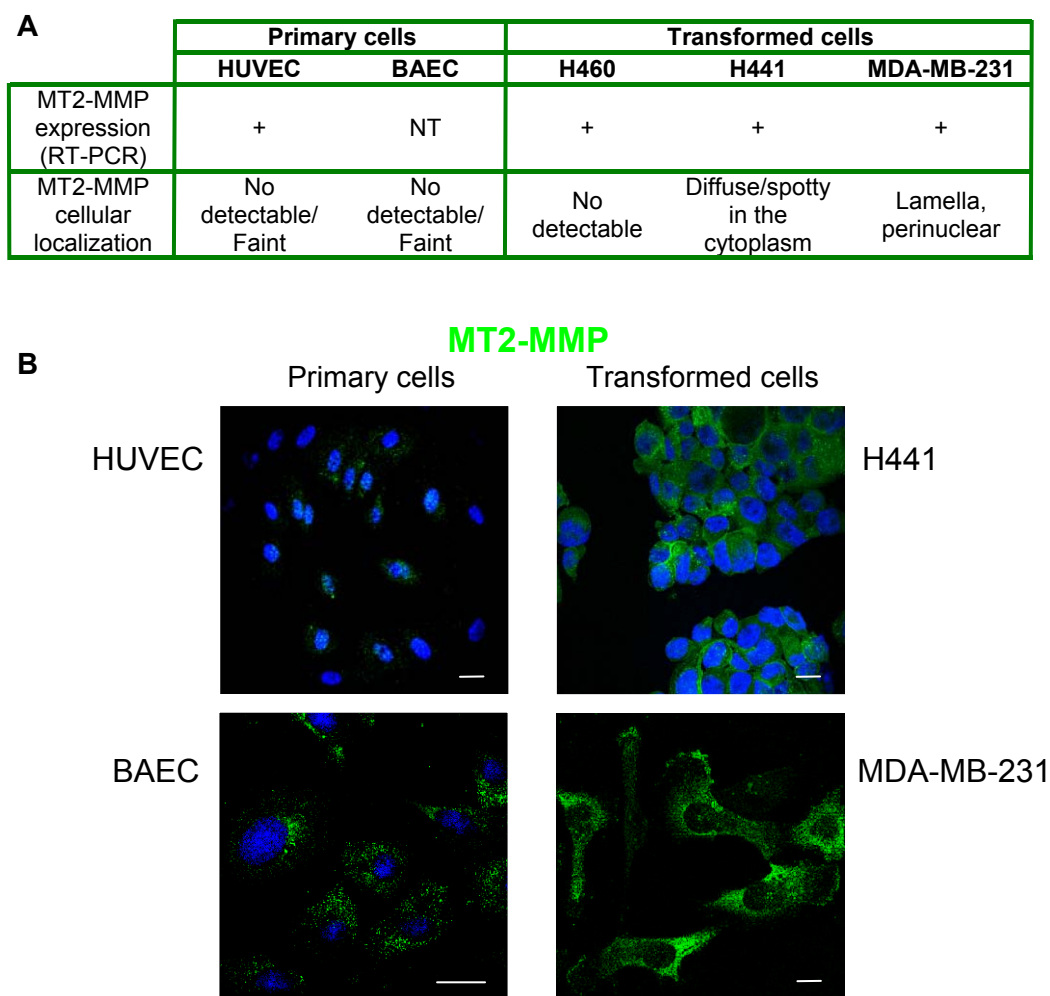 A
Primary cells Transformed cells
HUVEC BAEC H460 H441 MDA-MB-231
MT2-MMP
expression
(RT-PCR)
+ NT + + +
MT2-MMP
cellular
localization
No
detectable/
Faint
No
detectable/
Faint
No
detectable
Diffuse/spotty
in the
cytoplasm
Lamella,
perinuclear
MT2-MMP
B
Primary cells Transformed cells
HUVEC H441
BAEC MDA-MB-231